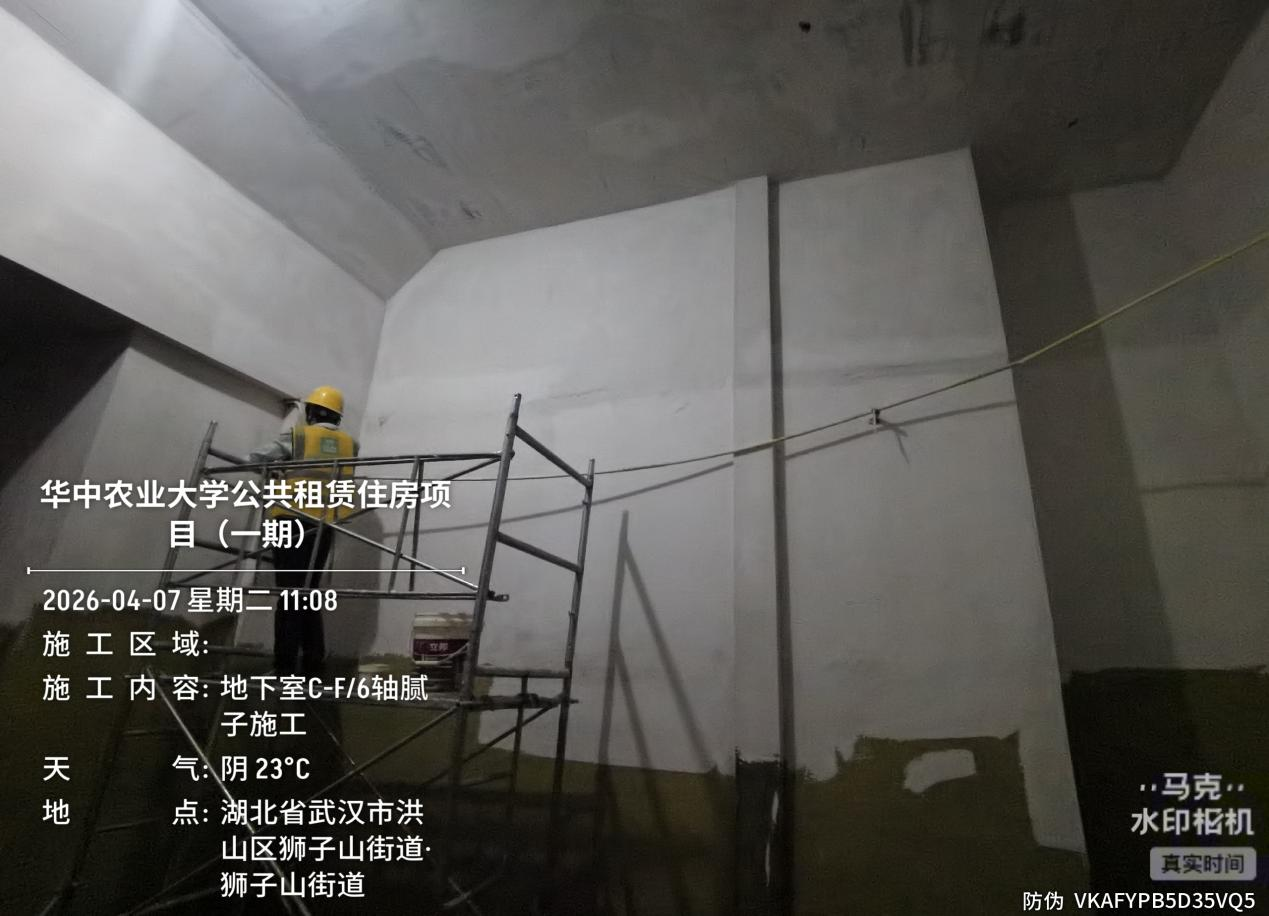 华中农业大学公共租赁住房项
目（一期）
2026-04-07 星期二 11:08
施工区域:
施工内容: 地下室C-F/6轴腻
子施工
天气: 阴 23°C
地点: 湖北省武汉市洪
山区狮子山街道·
狮子山街道
立邦
马克
水印相机
真实时间
防伪 VKAFYPB5D35VQ5